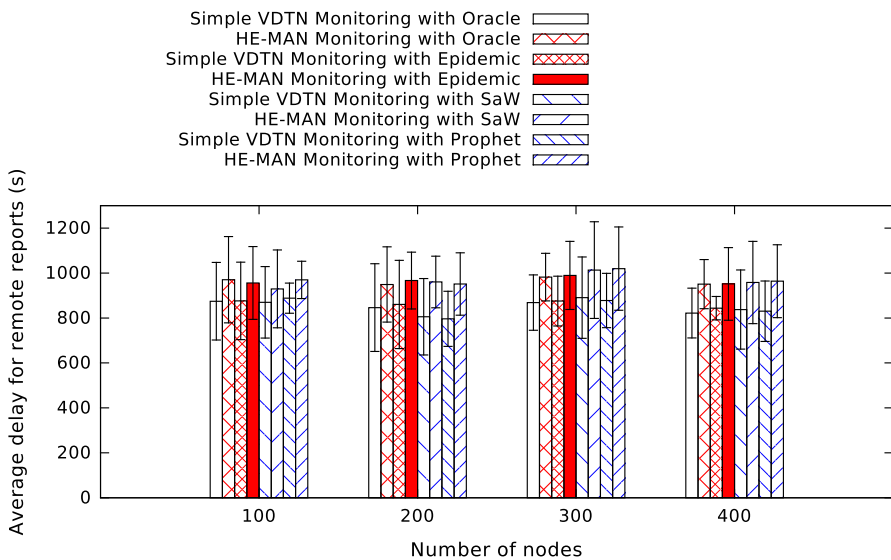 Simple VDTN Monitoring with Oracle
HE-MAN Monitoring with Oracle
Simple VDTN Monitoring with Epidemic
HE-MAN Monitoring with Epidemic
Simple VDTN Monitoring with SaW
HE-MAN Monitoring with SaW
Simple VDTN Monitoring with Prophet
HE-MAN Monitoring with Prophet
Average delay for remote reports (s)
1200
1000
800
600
400
200
0
100 200 300 400
Number of nodes